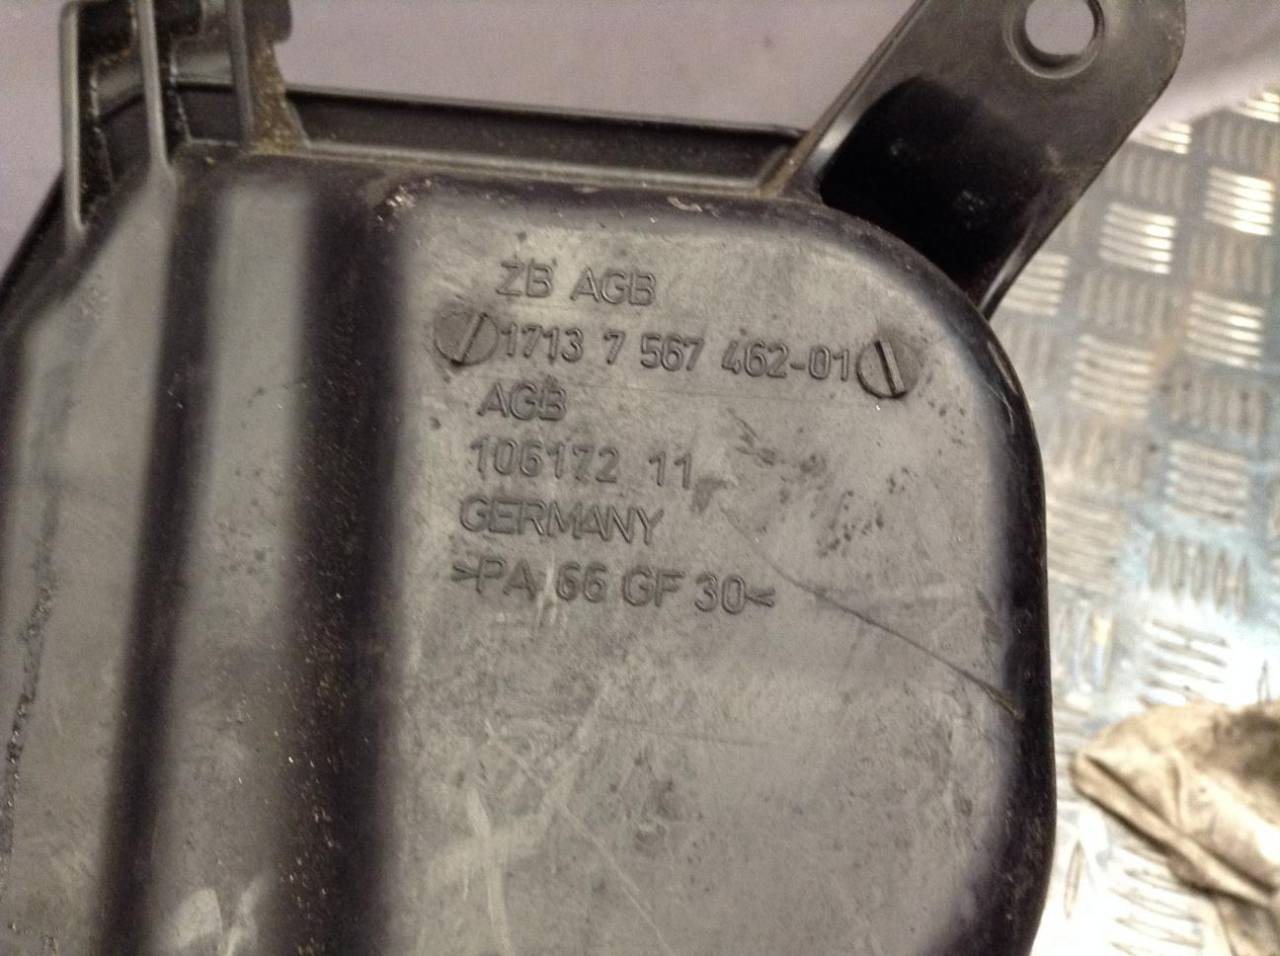 ZB AGB
1713 7 567 462-01
AGB
106172 11
GERMANY
>PA 66 GF 30<